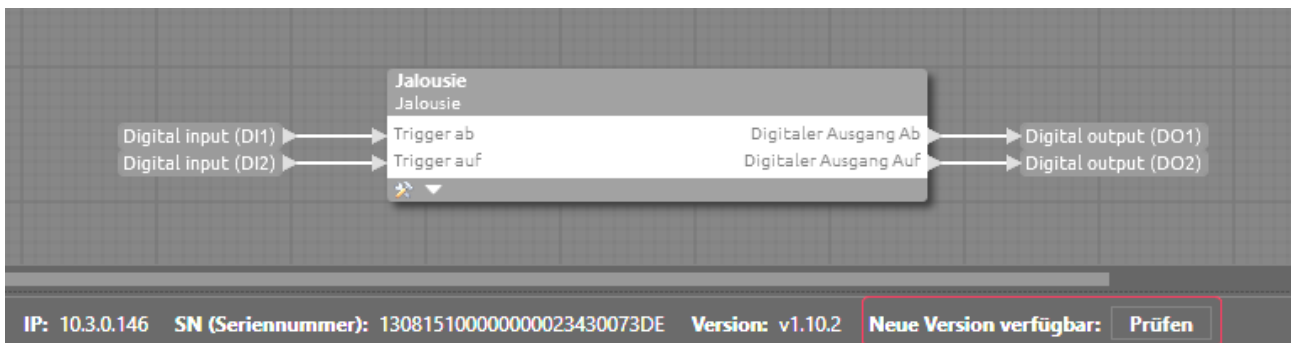 Jalousie
Jalousie
Digital input (DI1) Trigger ab Digitaler Ausgang Ab Digital output (DO1)
Digital input (DI2) Trigger auf Digitaler Ausgang Auf Digital output (DO2)
IP: 10.3.0.146 SN (Seriennummer): 130815100000000023430073DE Version: v1.10.2 Neue Version verfügbar: Prüfen